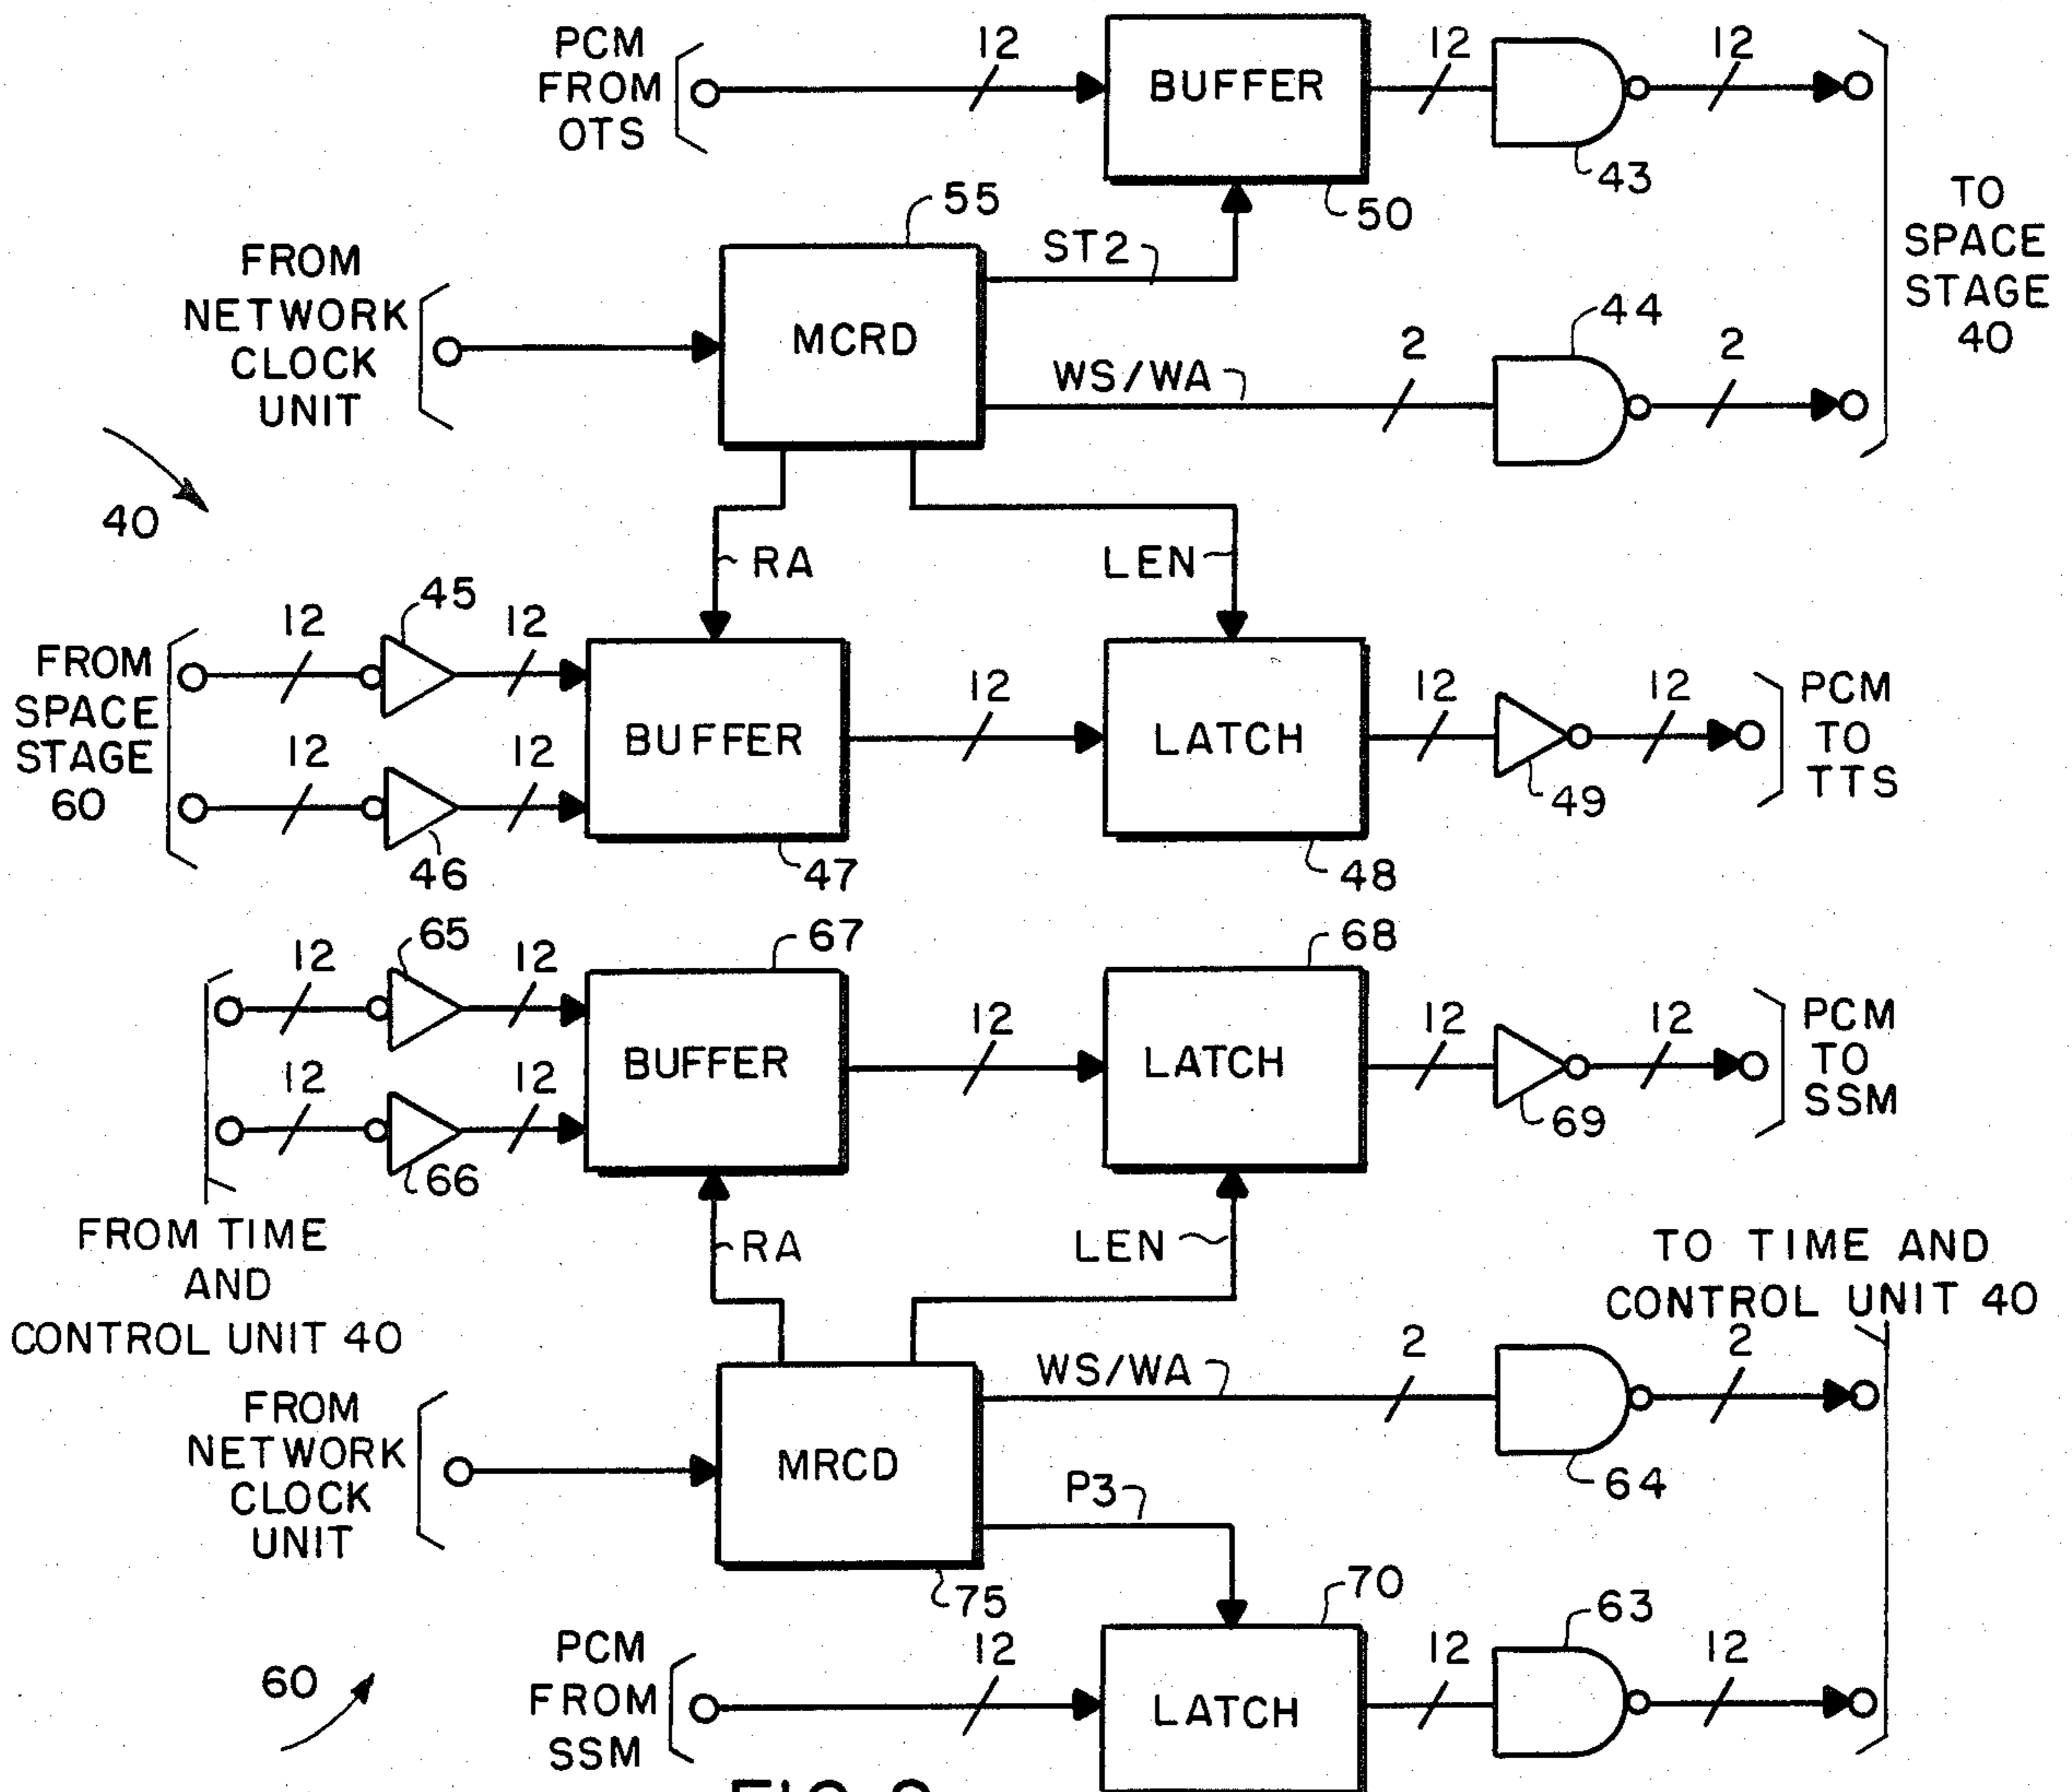 PCM
FROM
OTS
12
BUFFER
12
12
43
50
TO
SPACE
STAGE
40
55
ST2
FROM
NETWORK
CLOCK
UNIT
MCRD
44
WS/WA
2
2
40
RA
LEN
45
12
12
FROM
SPACE
STAGE
60
12
12
46
BUFFER
47
12
LATCH
48
12
12
49
PCM
TO
TTS
65
67
68
12
12
12
12
66
BUFFER
12
LATCH
12
12
69
PCM
TO
SSM
FROM TIME
AND
CONTROL UNIT 40
RA
LEN
TO TIME AND
CONTROL UNIT 40
FROM
NETWORK
CLOCK
UNIT
MRCD
75
WS/WA
2
2
64
P3
70
63
60
PCM
FROM
SSM
12
LATCH
12
12